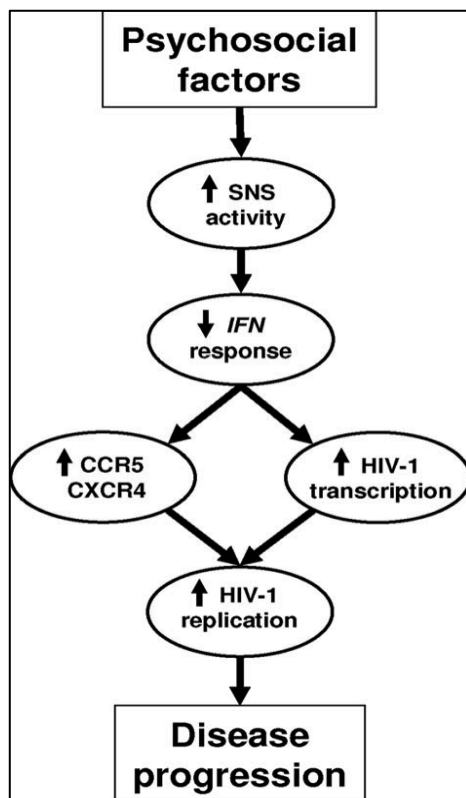 Psychosocial
factors
↑ SNS
activity
↓ IFN
response
↑ CCR5
CXCR4
↑ HIV-1
transcription
↑ HIV-1
replication
Disease
progression